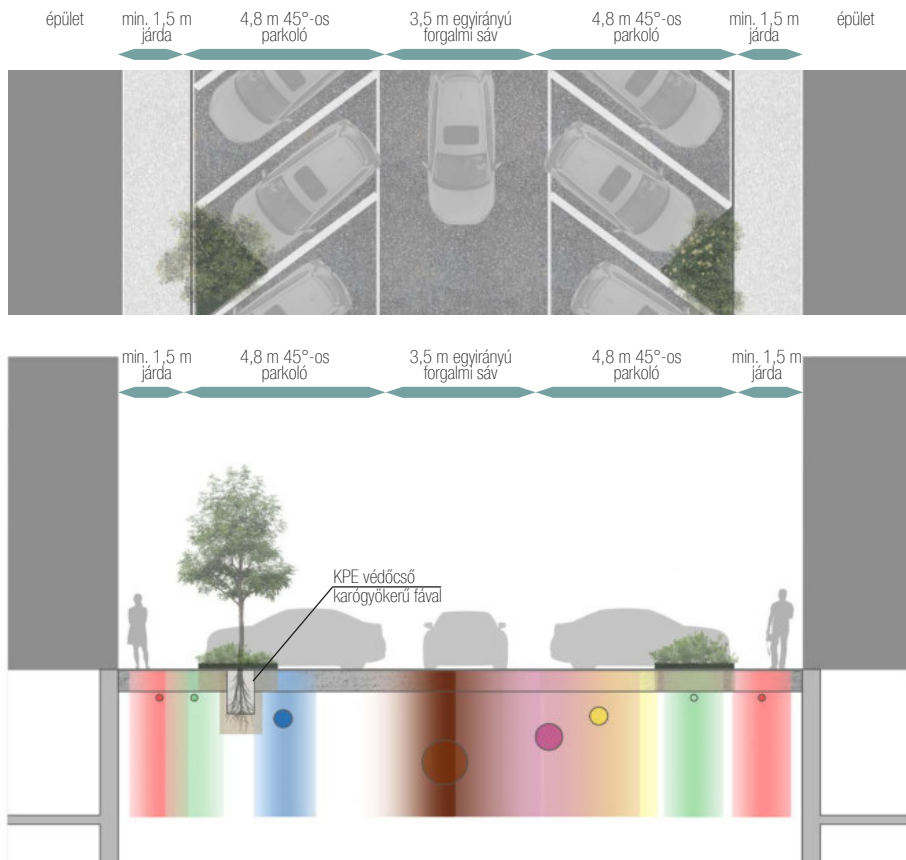 épület
min. 1,5 m
járda
4,8 m 45°-os
parkoló
3,5 m egyirányú
forgalmi sáv
4,8 m 45°-os
parkoló
min. 1,5 m
járda
épület
min. 1,5 m
járda
4,8 m 45°-os
parkoló
3,5 m egyirányú
forgalmi sáv
4,8 m 45°-os
parkoló
min. 1,5 m
járda
KPE védőcső
karógyökerű fával